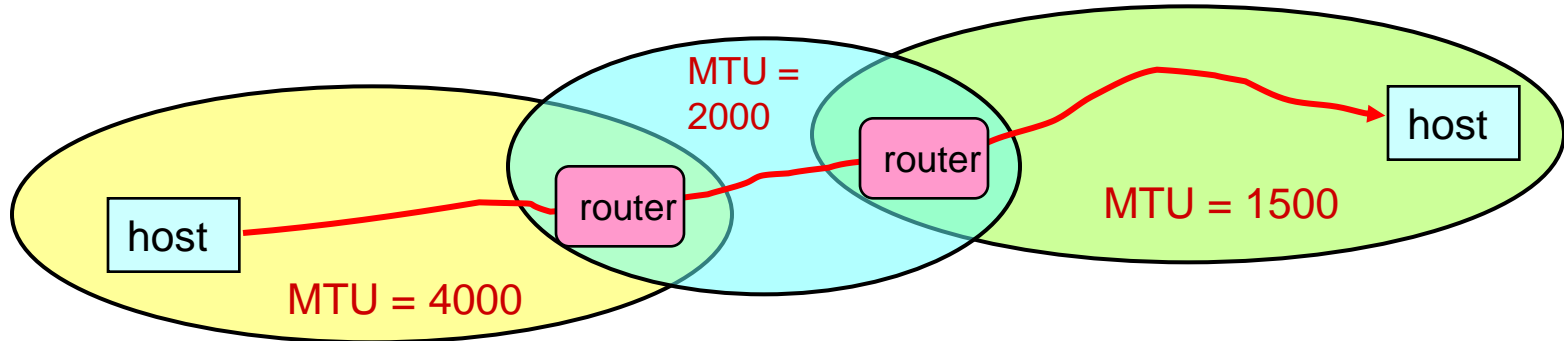 host
MTU = 4000
router
MTU =
2000
router
MTU = 1500
host